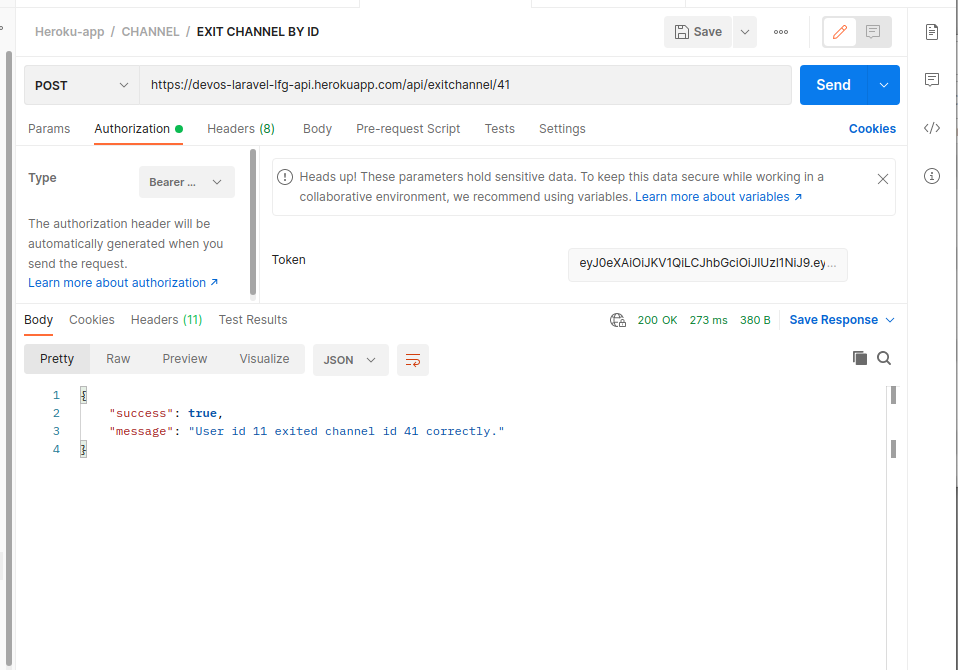 Heroku-app / CHANNEL / EXIT CHANNEL BY ID
Save
POST
https://devos-laravel-lfg-api.herokuapp.com/api/exitchannel/41
Send
Params Authorization Headers (8) Body Pre-request Script Tests Settings Cookies
Type
Bearer ...
The authorization header will be
automatically generated when you
send the request.
Learn more about authorization ↗
Heads up! These parameters hold sensitive data. To keep this data secure while working in a
collaborative environment, we recommend using variables. Learn more about variables ↗
Token
eyJ0eXAiOiJKV1QiLCJhbGciOiJIUzI1NiJ9.ey...
Body Cookies Headers (11) Test Results
200 OK 273 ms 380 B Save Response
Pretty Raw Preview Visualize JSON
1 {
2 "success": true,
3 "message": "User id 11 exited channel id 41 correctly."
4 }